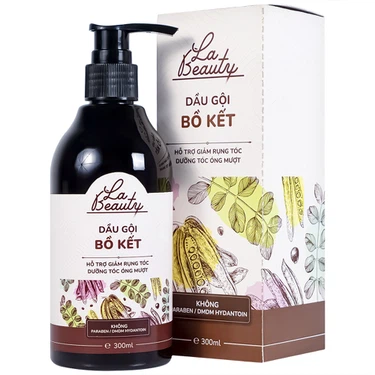 La
Beauty
DẦU GỘI
BỒ KẾT
HỖ TRỢ GIẢM RỤNG TÓC
DƯỠNG TÓC ÓNG MƯỢT
KHÔNG
PARABEN / DMDM HYDANTOIN
℮ 300ml
La
Beauty
DẦU GỘI
BỒ KẾT
HỖ TRỢ GIẢM RỤNG TÓC
DƯỠNG TÓC ÓNG MƯỢT
KHÔNG
PARABEN / DMDM HYDANTOIN
℮ 300ml